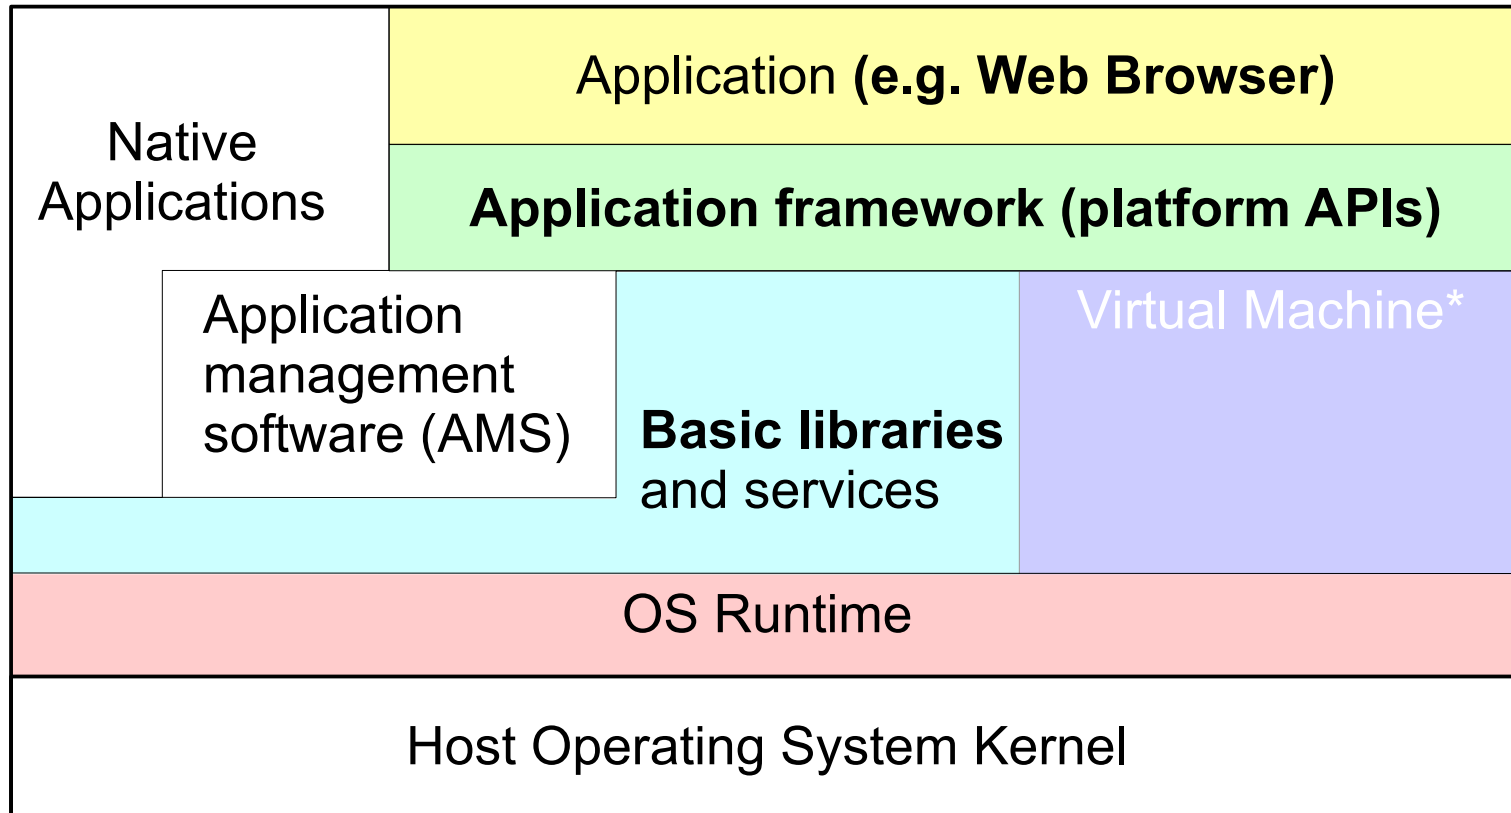 Application (e.g. Web Browser)
Native
Applications
Application framework (platform APIs)
Application
management
software (AMS)
Virtual Machine*
Basic libraries
and services
OS Runtime
Host Operating System Kernel